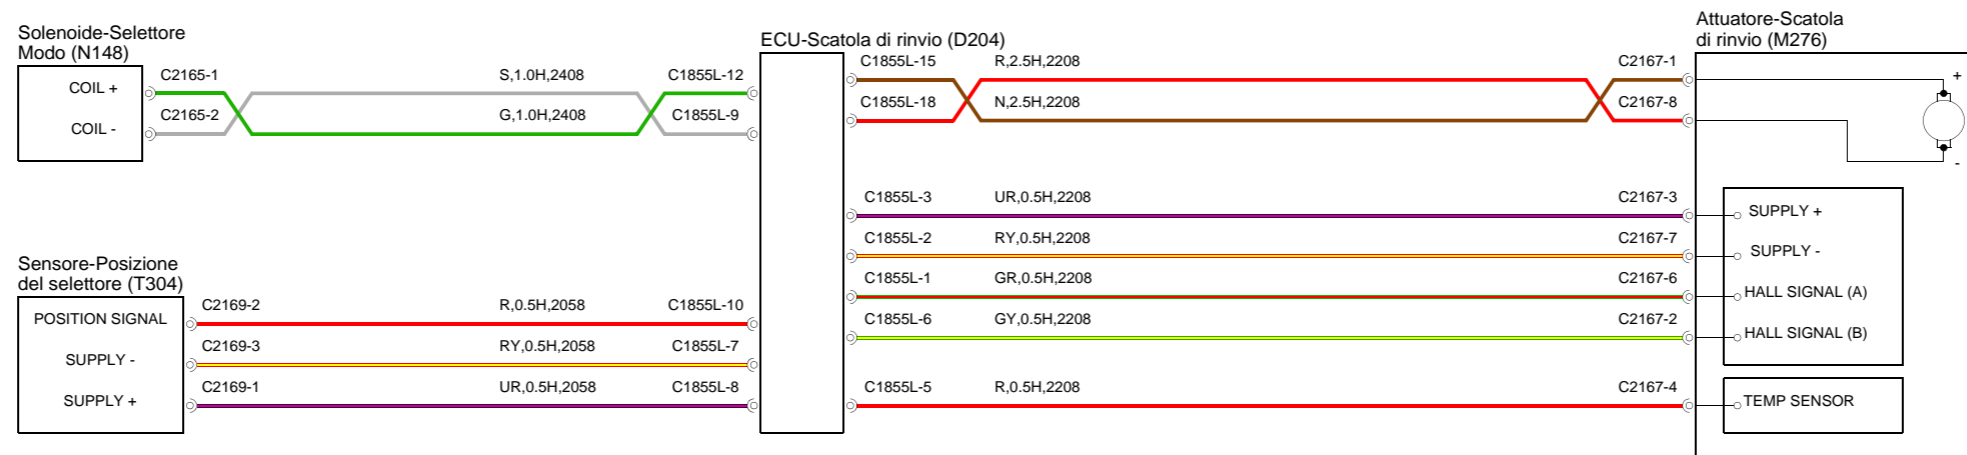 Solenoide-Selettore
Modo (N148)
COIL +
COIL -
C2165-1
C2165-2
S,1.0H,2408
G,1.0H,2408
C1855L-12
C1855L-9
Sensore-Posizione
del selettore (T304)
POSITION SIGNAL
SUPPLY -
SUPPLY +
C2169-2
C2169-3
C2169-1
R,0.5H,2058
RY,0.5H,2058
UR,0.5H,2058
C1855L-10
C1855L-7
C1855L-8
ECU-Scatola di rinvio (D204)
C1855L-15
C1855L-18
R,2.5H,2208
N,2.5H,2208
C2167-1
C2167-8
C1855L-3
C1855L-2
C1855L-1
C1855L-6
C1855L-5
UR,0.5H,2208
RY,0.5H,2208
GR,0.5H,2208
GY,0.5H,2208
R,0.5H,2208
C2167-3
C2167-7
C2167-6
C2167-2
C2167-4
Attuatore-Scatola
di rinvio (M276)
+
-
SUPPLY +
SUPPLY -
HALL SIGNAL (A)
HALL SIGNAL (B)
TEMP SENSOR